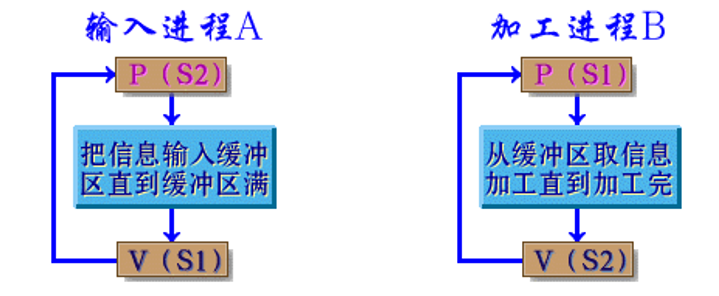 输入进程A
P（S2）
把信息输入缓冲
区直到缓冲区满
V（S1）
加工进程B
P（S1）
从缓冲区取信息
加工直到加工完
V（S2）